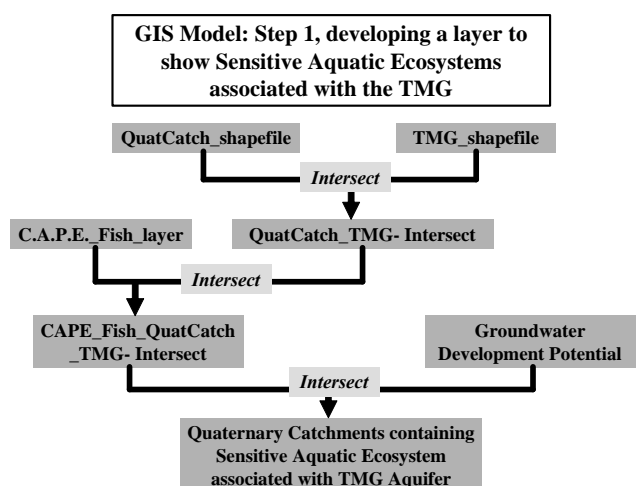 GIS Model: Step 1, developing a layer to
show Sensitive Aquatic Ecosystems
associated with the TMG
QuatCatch_shapefile
TMG_shapefile
Intersect
C.A.P.E._Fish_layer
QuatCatch_TMG- Intersect
Intersect
CAPE_Fish_QuatCatch
_TMG- Intersect
Groundwater
Development Potential
Intersect
Quaternary Catchments containing
Sensitive Aquatic Ecosystem
associated with TMG Aquifer